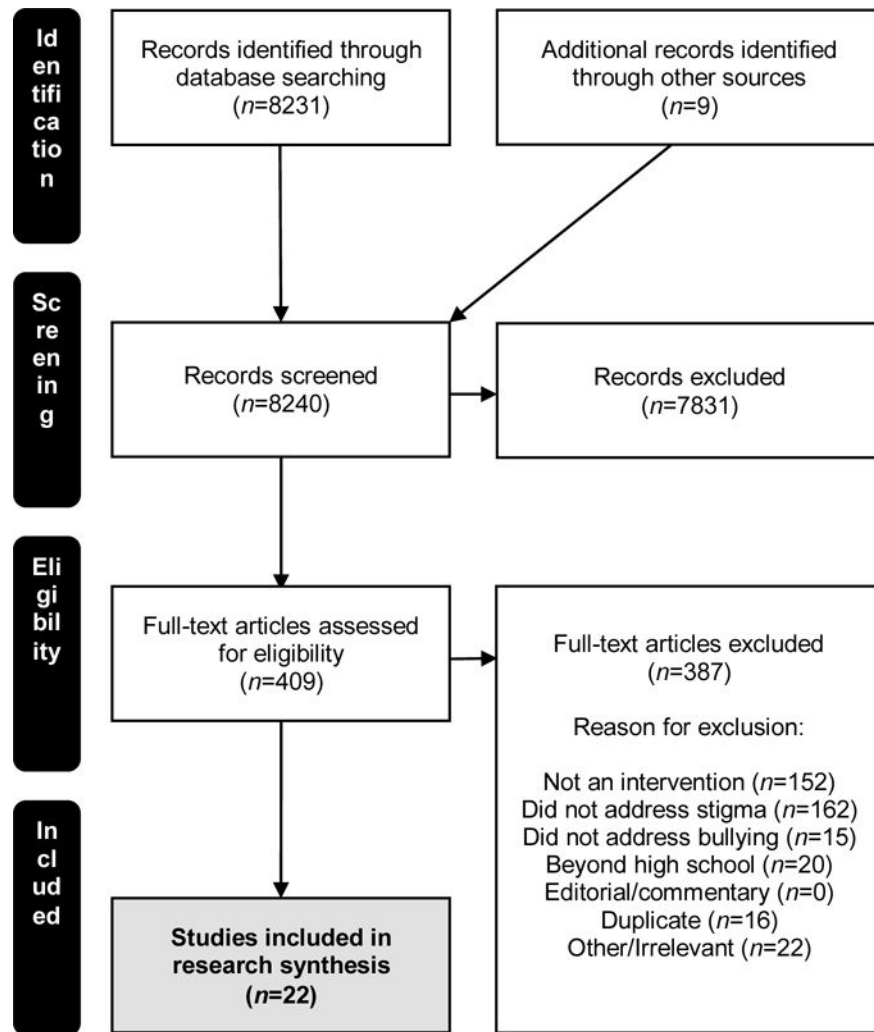 Id
en
tifi
ca
tio
n
Records identified through
database searching
(n=8231)
Additional records identified
through other sources
(n=9)
Sc
re
en
in
g
Records screened
(n=8240)
Records excluded
(n=7831)
Eli
gi
bil
ity
Full-text articles assessed
for eligibility
(n=409)
Full-text articles excluded
(n=387)
Reason for exclusion:
Not an intervention (n=152)
Did not address stigma (n=162)
Did not address bullying (n=15)
Beyond high school (n=20)
Editorial/commentary (n=0)
Duplicate (n=16)
Other/Irrelevant (n=22)
In
cl
ud
ed
Studies included in
research synthesis
(n=22)